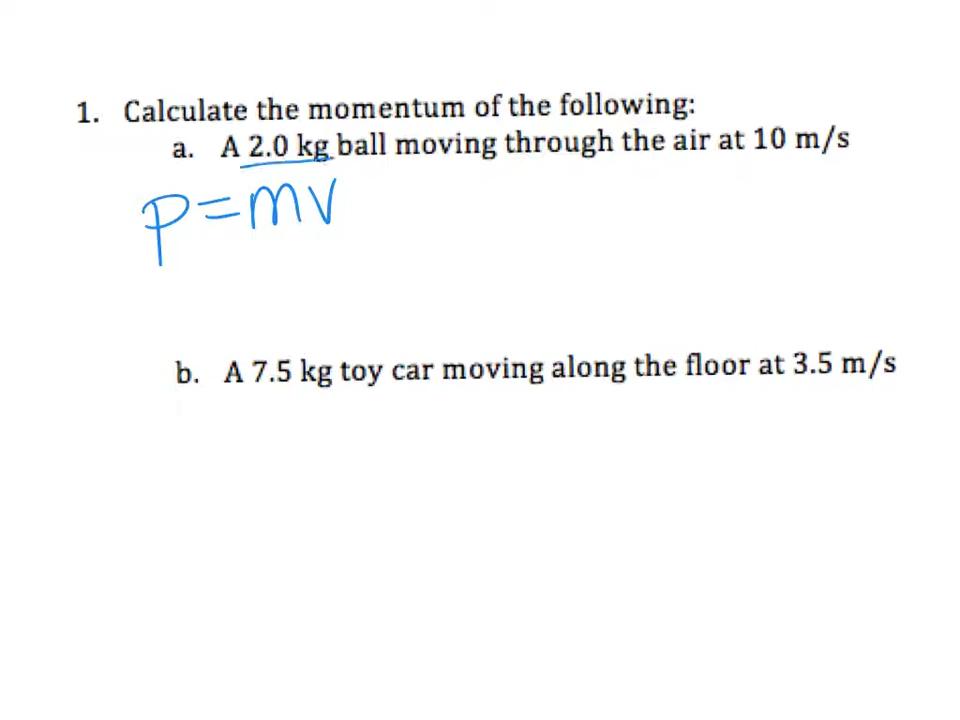 1. Calculate the momentum of the following:
a. A 2.0 kg ball moving through the air at 10 m/s
p=mv
b. A 7.5 kg toy car moving along the floor at 3.5 m/s